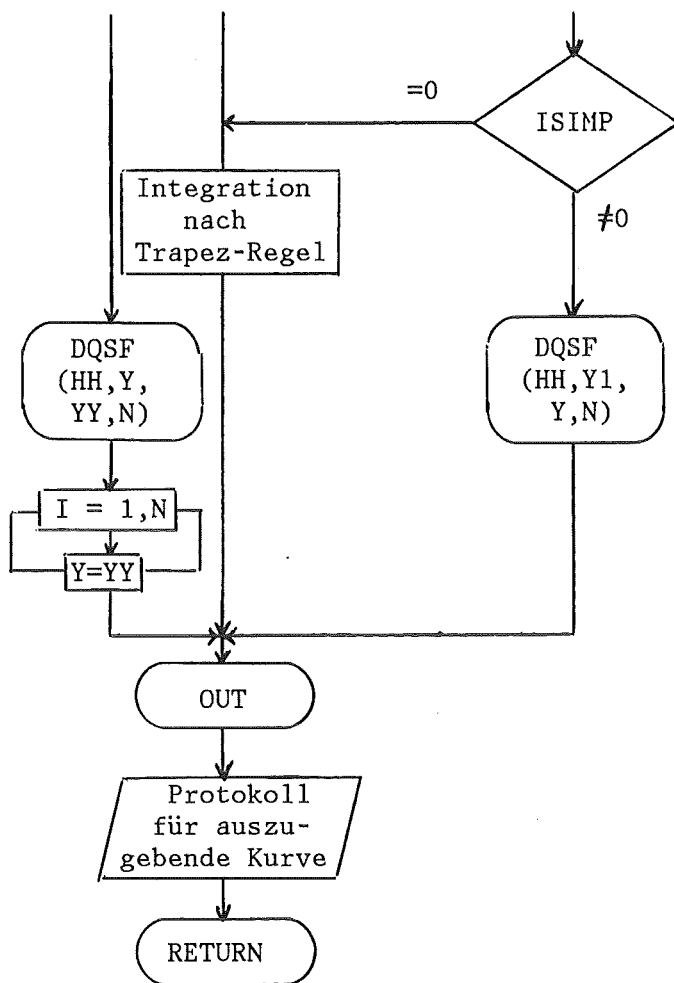 =0
ISIMP
Integration
nach
Trapez-Regel
≠0
DQSF
(HH,Y,
YY,N)
DQSF
(HH,Y1,
Y,N)
I = 1,N
Y=YY
OUT
Protokoll
für auszu-
gebende Kurve
RETURN